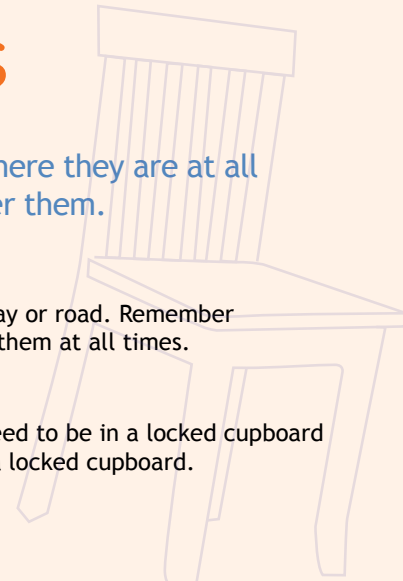 s
here they are at all
er them.
ay or road. Remember
them at all times.
eed to be in a locked cupboard
locked cupboard.